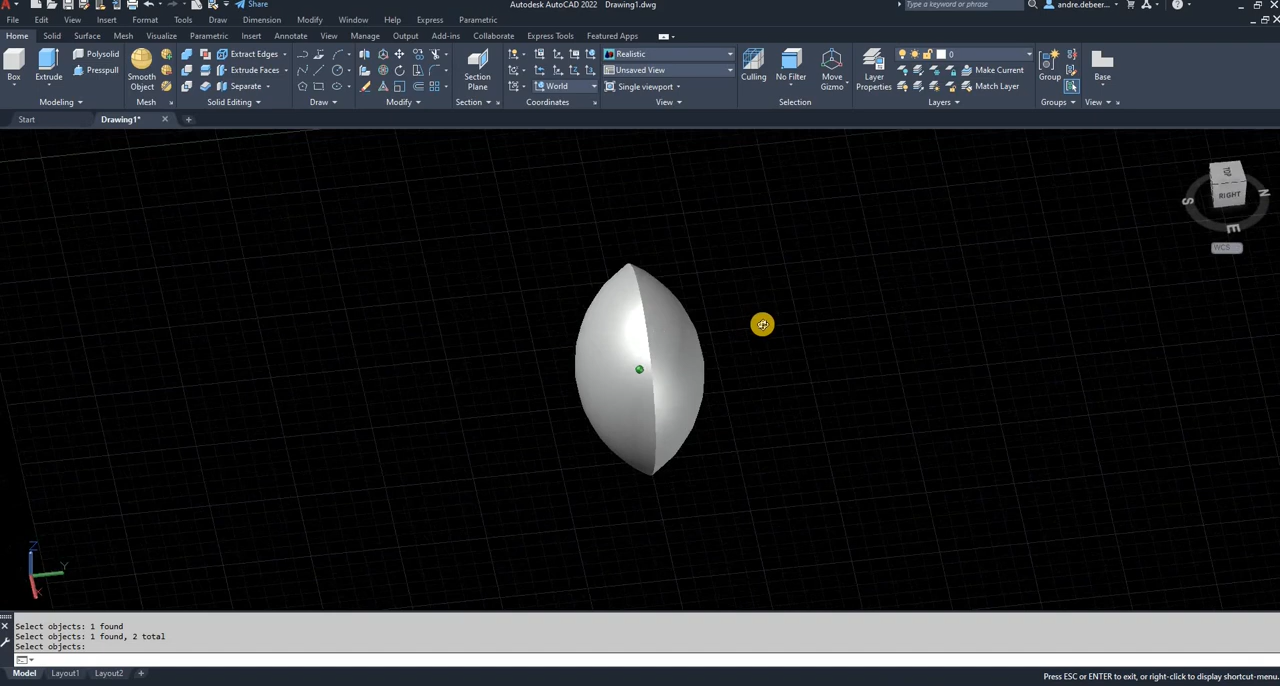 Share
Autodesk AutoCAD 2022 Drawing1.dwg
Type a keyword or phrase
andre.debeer...
File Edit View Insert Format Tools Draw Dimension Modify Window Help Express Parametric
Home Solid Surface Mesh Visualize Parametric Insert Annotate View Manage Output Add-ins Collaborate Express Tools Featured Apps
Box
Extrude
Polysolid
Presspull
Modeling
Smooth
Object
Mesh
Extract Edges
Extrude Faces
Separate
Solid Editing
Draw
Modify
Section
Plane
Section
World
Coordinates
Realistic
Unsaved View
Single viewport
View
Culling
No Filter
Move
Gizmo
Selection
Layer
Properties
0
Make Current
Match Layer
Layers
Group
Groups
Base
View
Start
Drawing1*
TOP
RIGHT
S
N
E
WCS
Z
Y
X
Select objects: 1 found
Select objects: 1 found, 2 total
Select objects:
Model Layout1 Layout2
Press ESC or ENTER to exit, or right-click to display shortcut-menu.